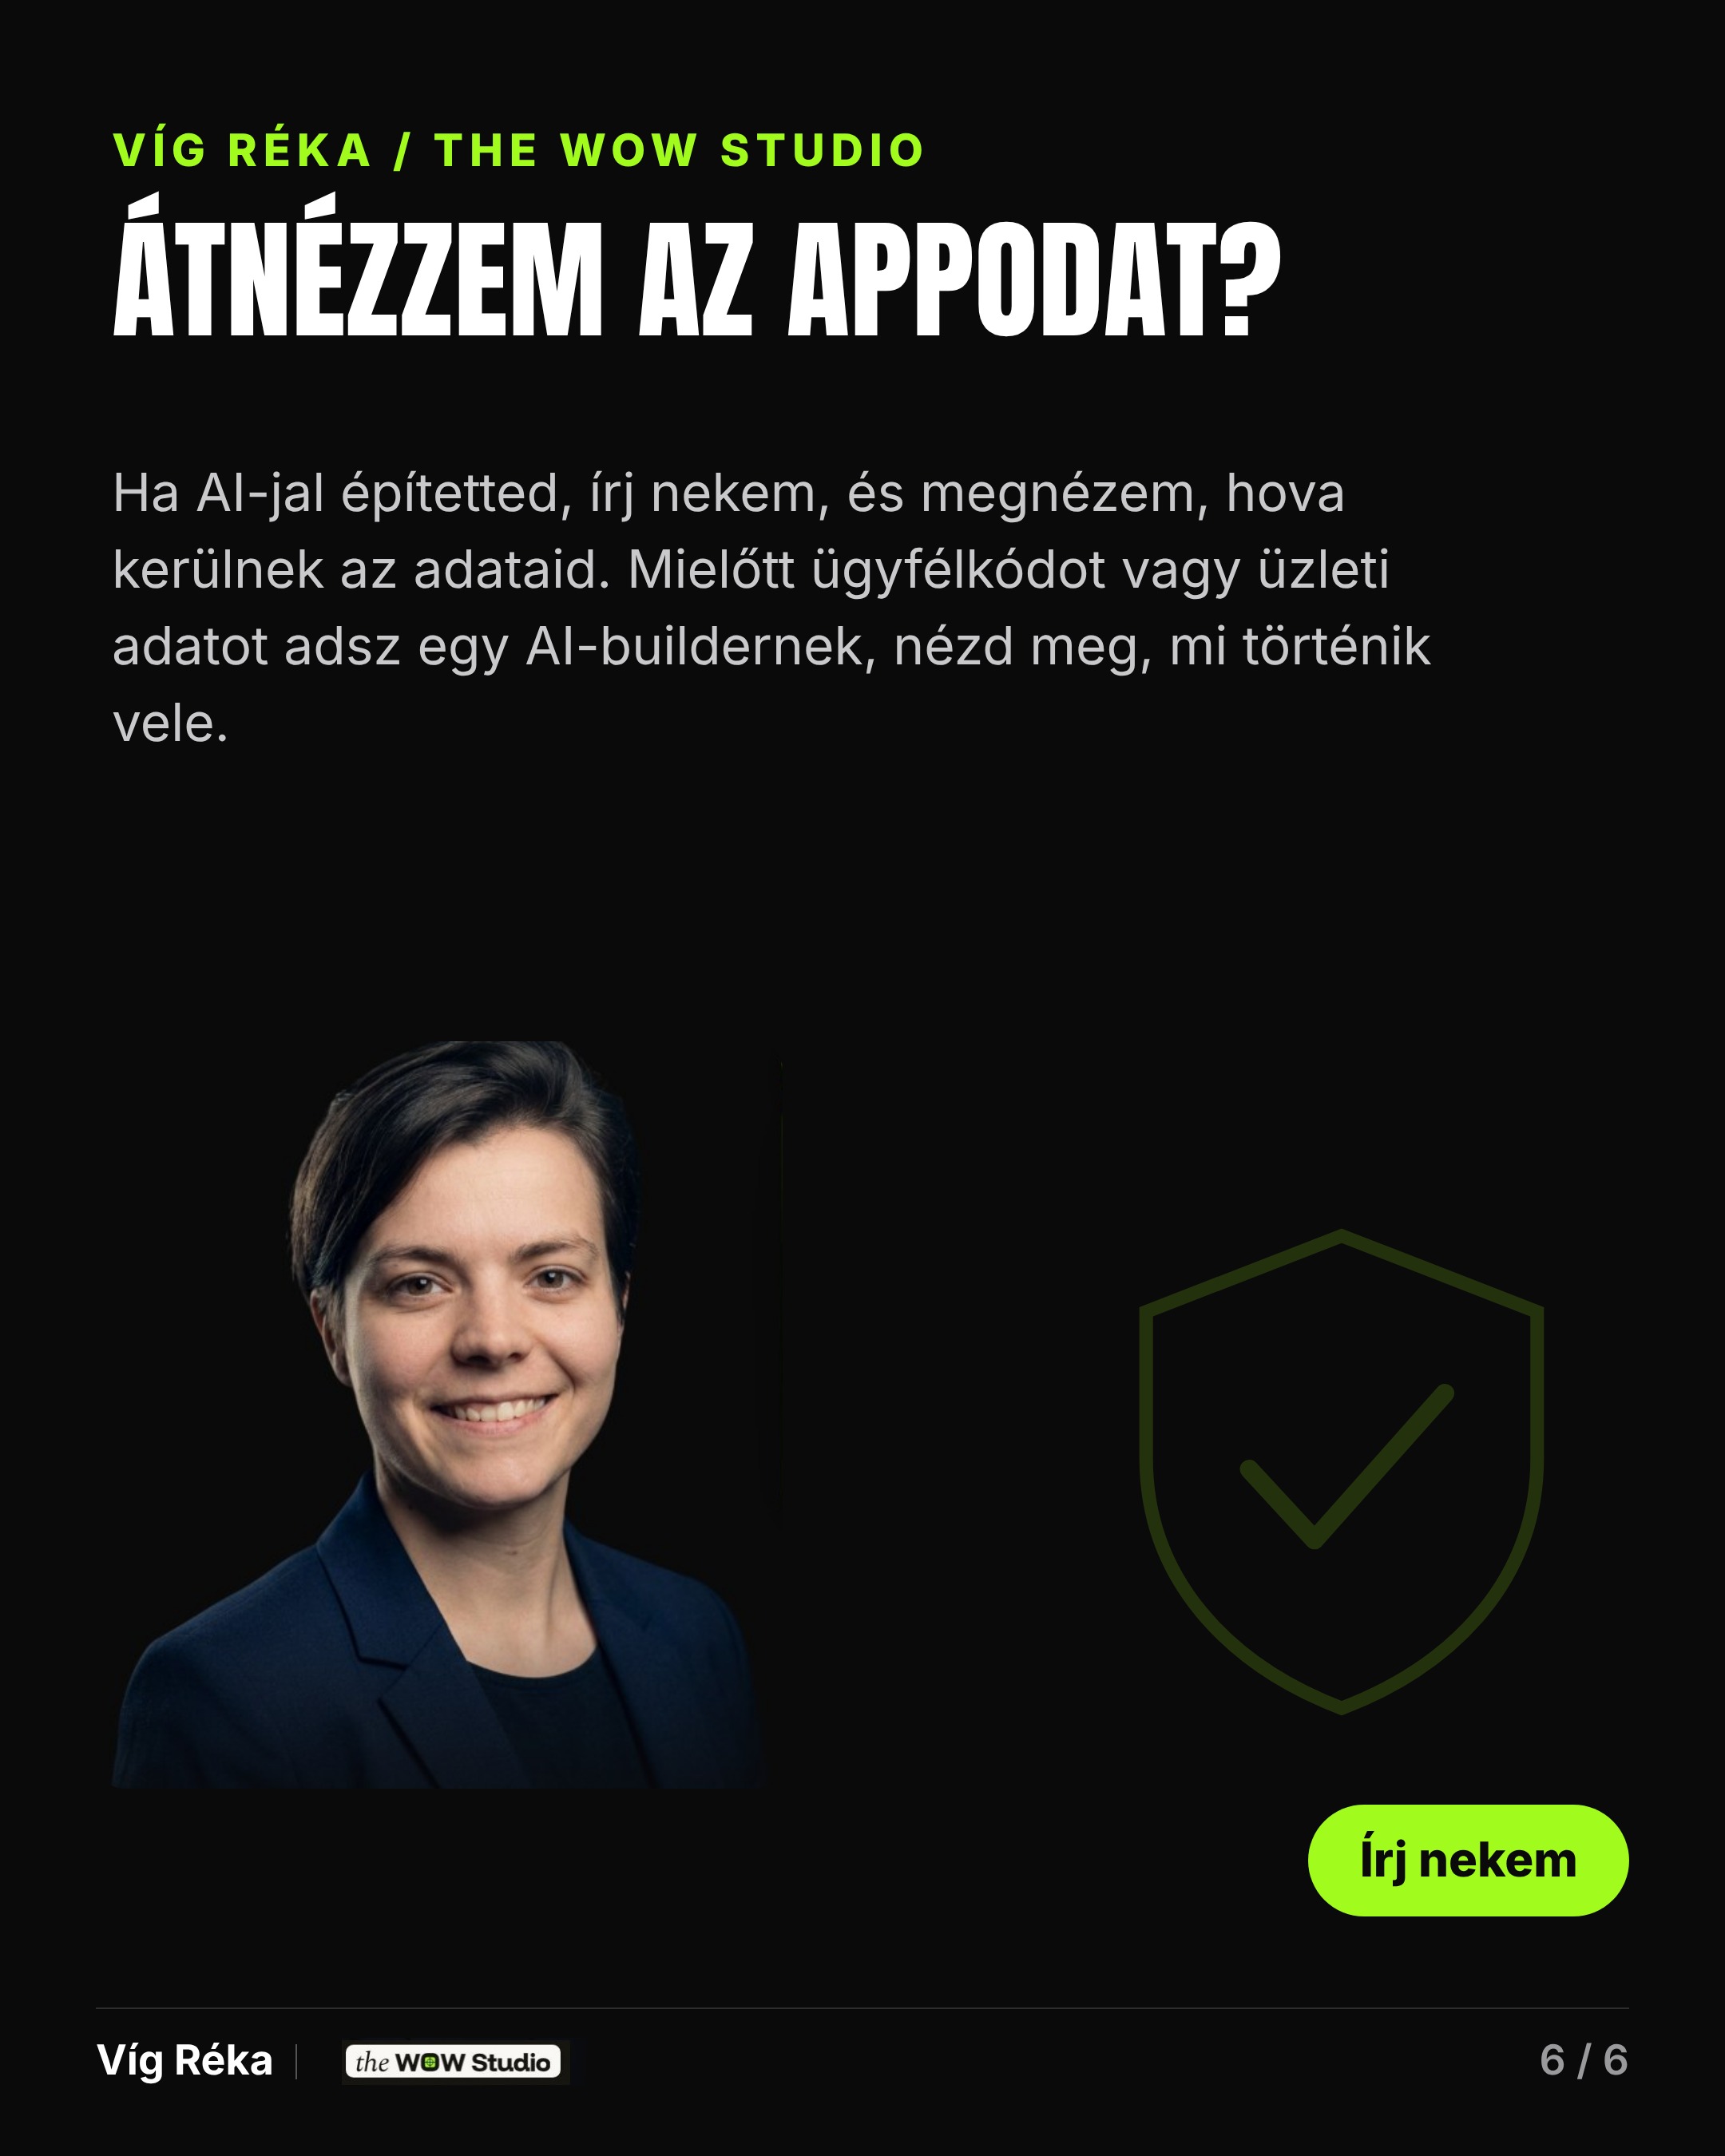 VÍG RÉKA / THE WOW STUDIO
ÁTNÉZZEM AZ APPODAT?
Ha AI-jal építetted, írj nekem, és megnézem, hova
kerülnek az adataid. Mielőtt ügyfélkódot vagy üzleti
adatot adsz egy AI-buildernek, nézd meg, mi történik
vele.
Írj nekem
Víg Réka
the WOW Studio
6 / 6